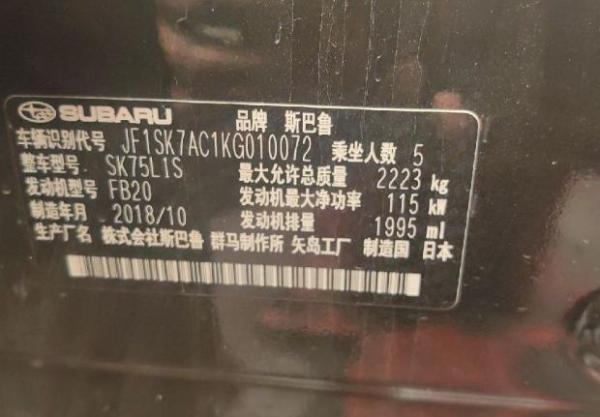 SUBARU 品牌 斯巴鲁
车辆识别代号 JF1SK7AC1KG010072 乘坐人数 5
整车型号 SK75LIS 最大允许总质量 2223 kg
发动机型号 FB20 发动机最大净功率 115 kW
制造年月 2018/10 发动机排量 1995 ml
生产厂名 株式会社斯巴鲁 群马制作所 矢岛工厂 制造国 日本